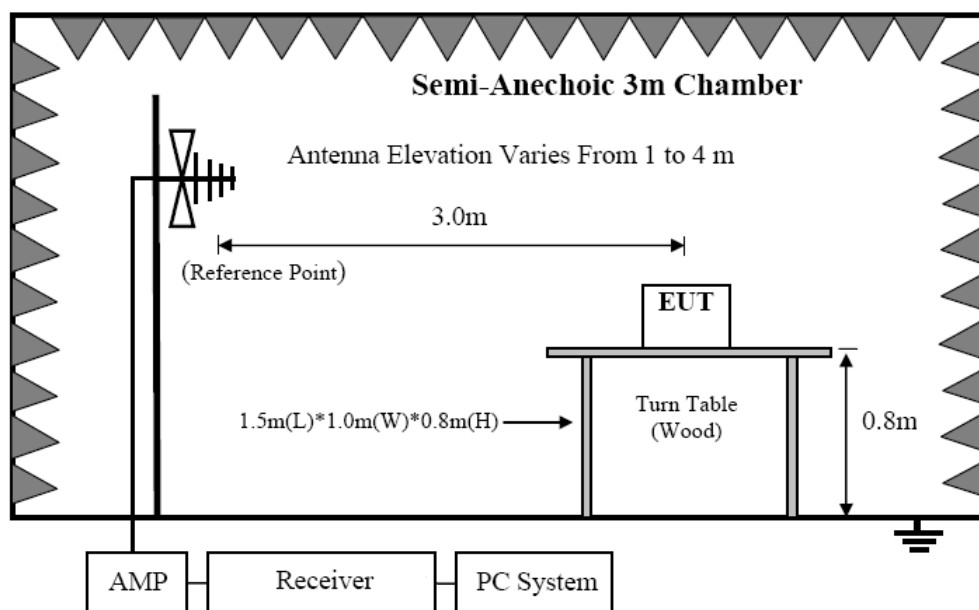 Semi-Anechoic 3m Chamber
Antenna Elevation Varies From 1 to 4 m
3.0m
(Reference Point)
EUT
1.5m(L)*1.0m(W)*0.8m(H)
Turn Table
(Wood)
0.8m
AMP
Receiver
PC System